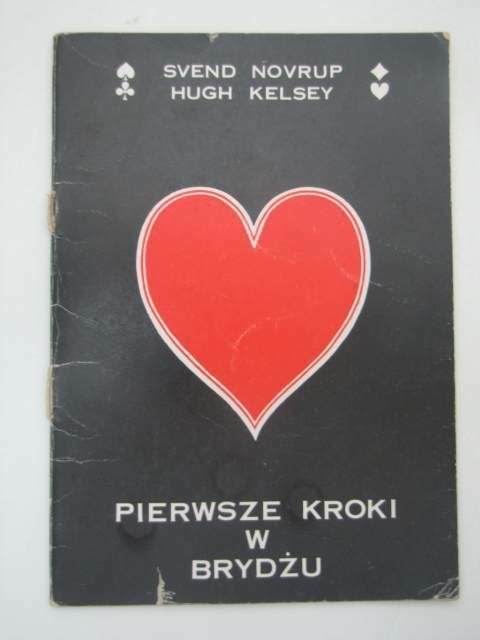 SVEND NOVRUP
HUGH KELSEY
PIERWSZE KROKI
W
BRYDŻU